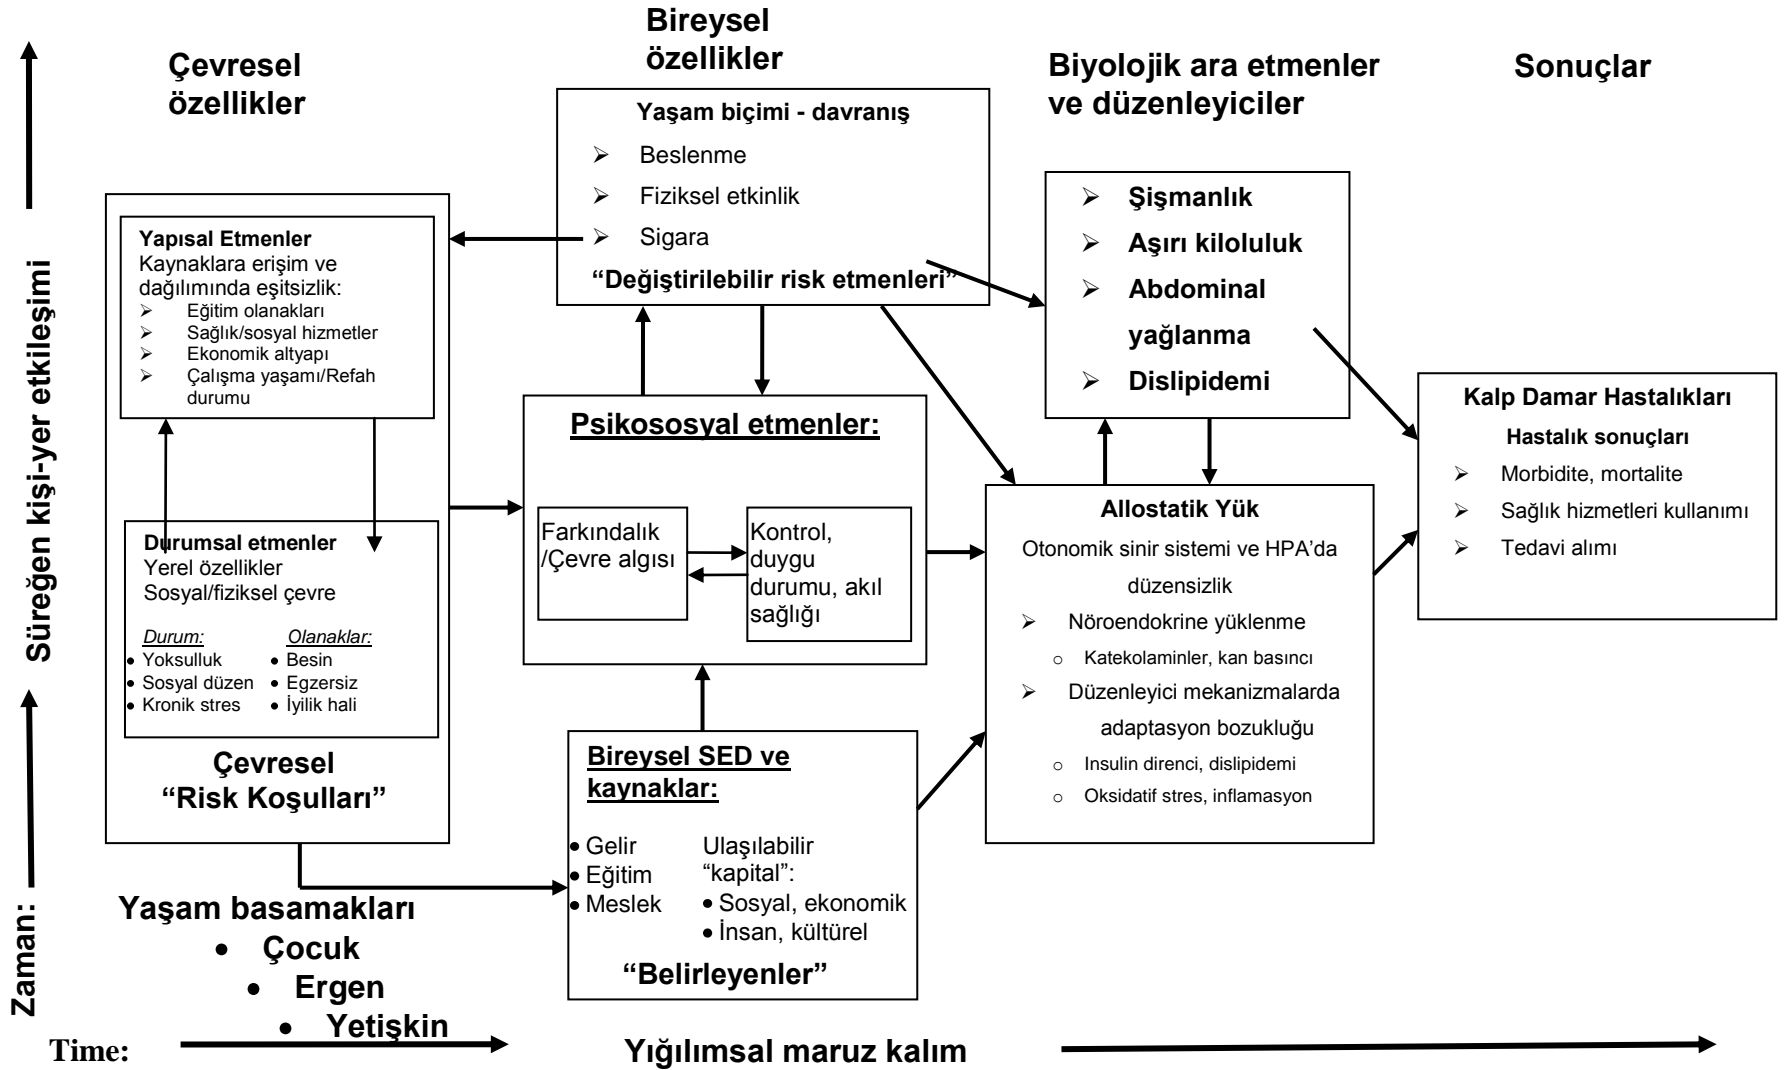 Çevresel
özellikler
Bireysel
özellikler
Biyolojik ara etmenler
ve düzenleyiciler
Sonuçlar
Süreğen kişi-yer etkileşimi
Zaman:
Yapısal Etmenler
Kaynaklara erişim ve
dağılımında eşitsizlik:
➢ Eğitim olanakları
➢ Sağlık/sosyal hizmetler
➢ Ekonomik altyapı
➢ Çalışma yaşamı/Refah
durumu
Durumsal etmenler
Yerel özellikler
Sosyal/fiziksel çevre
Durum: Olanaklar:
• Yoksulluk • Besin
• Sosyal düzen • Egzersiz
• Kronik stres • İyilik hali
Çevresel
“Risk Koşulları”
Yaşam biçimi - davranış
➢ Beslenme
➢ Fiziksel etkinlik
➢ Sigara
“Değiştirilebilir risk etmenleri”
Psikososyal etmenler:
Farkındalık
/Çevre algısı
Kontrol,
duygu
durumu, akıl
sağlığı
Bireysel SED ve
kaynaklar:
• Gelir
• Eğitim
• Meslek
Ulaşılabilir
“kapital”:
• Sosyal, ekonomik
• İnsan, kültürel
“Belirleyenler”
➢ Şişmanlık
➢ Aşırı kiloluluk
➢ Abdominal
yağlanma
➢ Dislipidemi
Allostatik Yük
Otonomik sinir sistemi ve HPA’da
düzensizlik
➢ Nöroendokrine yüklenme
o Katekolaminler, kan basıncı
➢ Düzenleyici mekanizmalarda
adaptasyon bozukluğu
o Insulin direnci, dislipidemi
o Oksidatif stres, inflamasyon
Kalp Damar Hastalıkları
Hastalık sonuçları
➢ Morbidite, mortalite
➢ Sağlık hizmetleri kullanımı
➢ Tedavi alımı
Yaşam basamakları
• Çocuk
• Ergen
• Yetişkin
Time:
Yığılımsal maruz kalım